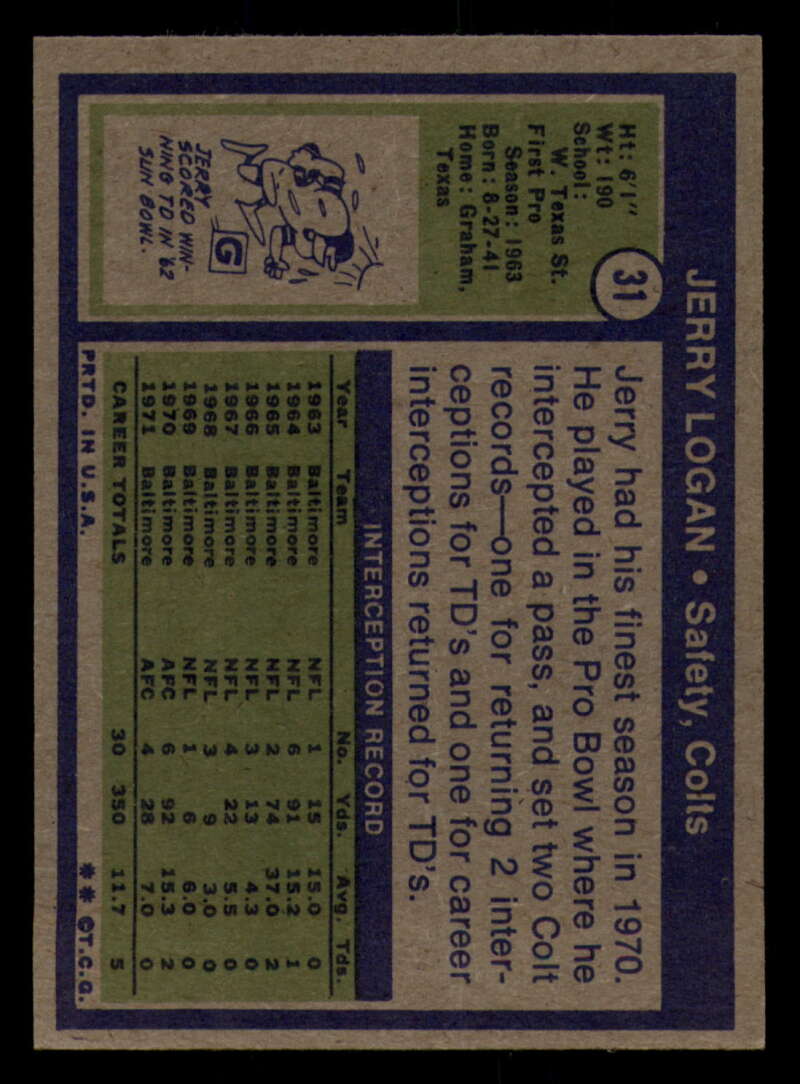 JERRY LOGAN • Safety, Colts
31
Ht: 6'1"
Wt: 190
School:
W. Texas St.
First Pro
Season: 1963
Born: 8-27-41
Home: Graham,
Texas
G
JERRY
SCORED WIN-
NING TD IN '62
SUN BOWL.
Jerry had his finest season in 1970.
He played in the Pro Bowl where he
intercepted a pass, and set two Colt
records—one for returning 2 inter-
ceptions for TD's and one for career
interceptions returned for TD's.
INTERCEPTION RECORD
Year Team No. Yds. Avg. Tds.
1963 Baltimore NFL 1 15 15.0 0
1964 Baltimore NFL 6 91 15.2 1
1965 Baltimore NFL 2 74 37.0 2
1966 Baltimore NFL 3 13 4.3 0
1967 Baltimore NFL 4 22 5.5 0
1968 Baltimore NFL 3 9 3.0 0
1969 Baltimore NFL 1 6 6.0 0
1970 Baltimore AFC 6 92 15.3 2
1971 Baltimore AFC 4 28 7.0 0
CAREER TOTALS 30 350 11.7 5
PRTD. IN U.S.A. ** ©T.C.G.